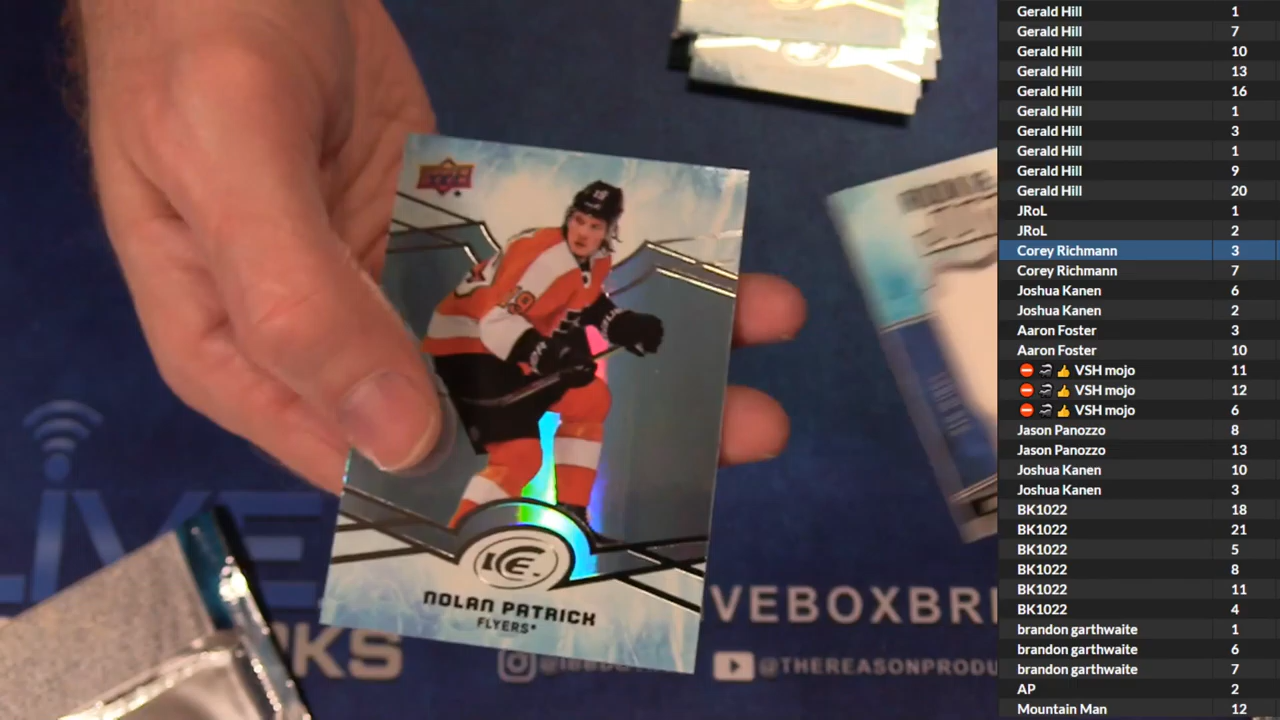 ICE
NOLAN PATRICK
FLYERS*
19
LIVE
VEBOXBR
KS
@THEREASONPRODU
Gerald Hill 1
Gerald Hill 7
Gerald Hill 10
Gerald Hill 13
Gerald Hill 16
Gerald Hill 1
Gerald Hill 3
Gerald Hill 1
Gerald Hill 9
Gerald Hill 20
JRoL 1
JRoL 2
Corey Richmann 3
Corey Richmann 7
Joshua Kanen 6
Joshua Kanen 2
Aaron Foster 3
Aaron Foster 10
⛔ 👍 VSH mojo 11
⛔ 👍 VSH mojo 12
⛔ 👍 VSH mojo 6
Jason Panozzo 8
Jason Panozzo 13
Joshua Kanen 10
Joshua Kanen 3
BK1022 18
BK1022 21
BK1022 5
BK1022 8
BK1022 11
BK1022 4
brandon garthwaite 1
brandon garthwaite 6
brandon garthwaite 7
AP 2
Mountain Man 12